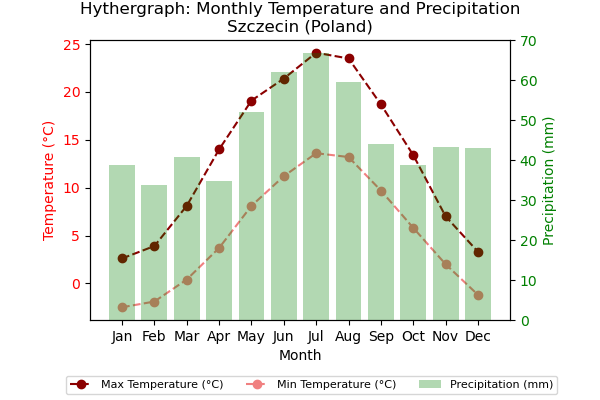 Hythergraph: Monthly Temperature and Precipitation
Szczecin (Poland)
Temperature (°C)
25
20
15
10
5
0
70
60
50
40
30
20
10
0
Precipitation (mm)
Jan Feb Mar Apr May Jun Jul Aug Sep Oct Nov Dec
Month
Max Temperature (°C) Min Temperature (°C) Precipitation (mm)